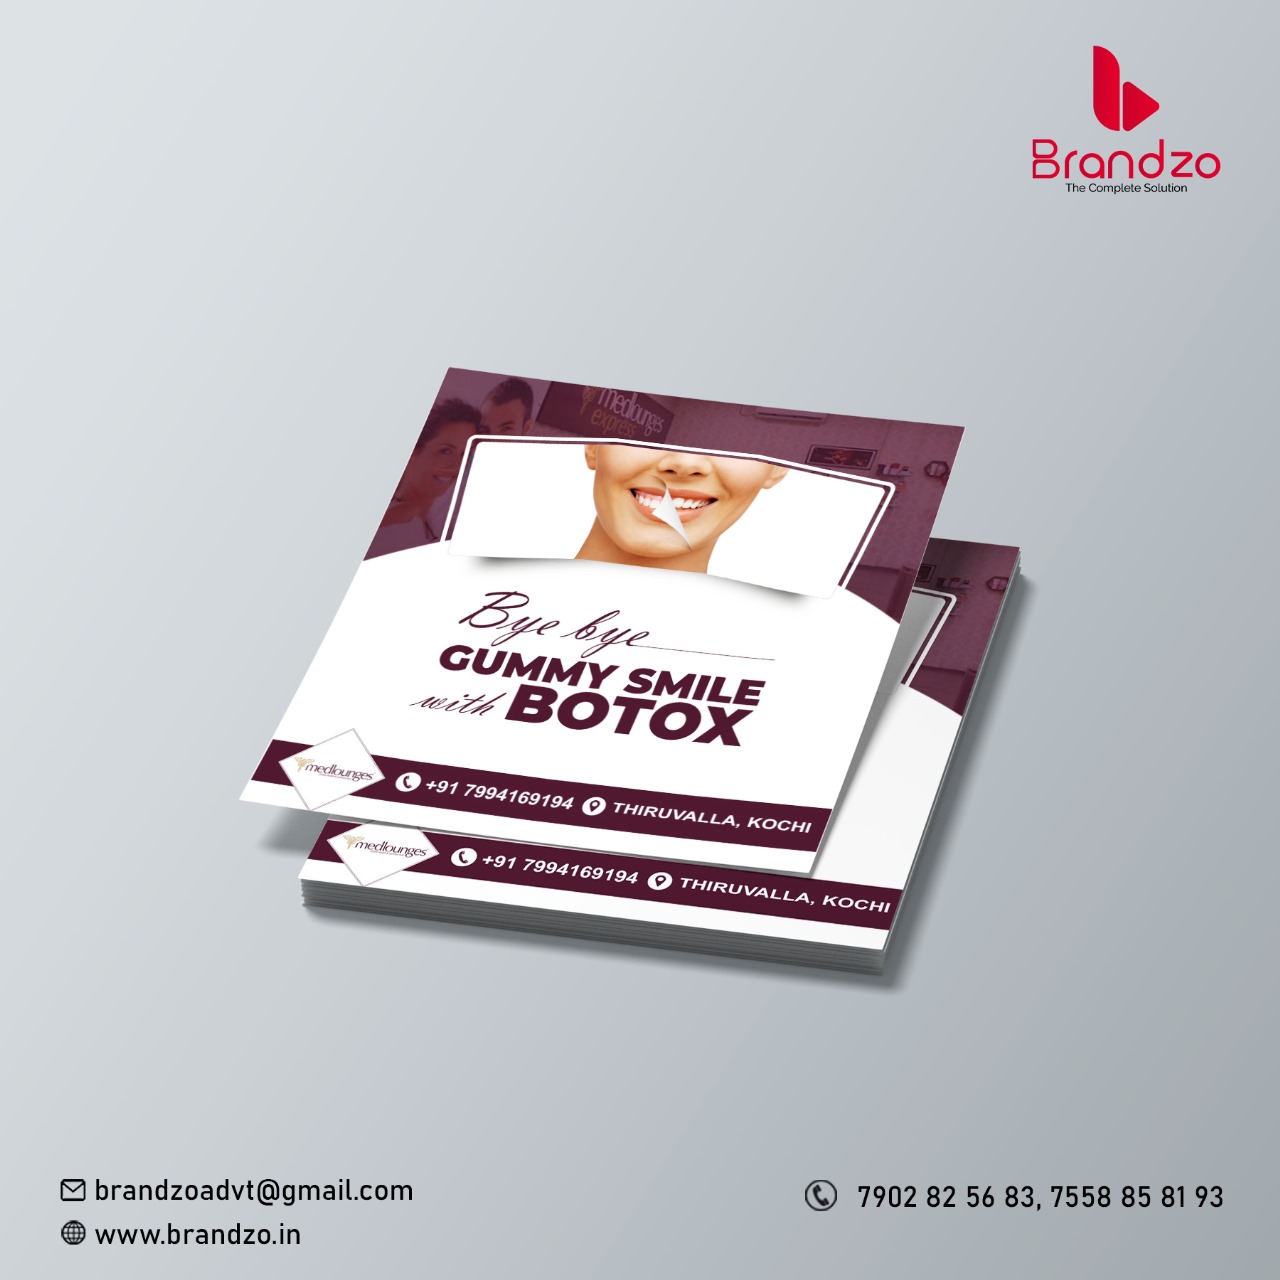 Brandzo
The Complete Solution
medlounges
express
Bye bye
GUMMY SMILE
with BOTOX
medlounges
+91 7994169194
THIRUVALLA, KOCHI
medlounges
+91 7994169194
THIRUVALLA, KOCHI
brandzoadvt@gmail.com
www.brandzo.in
7902 82 56 83, 7558 85 81 93